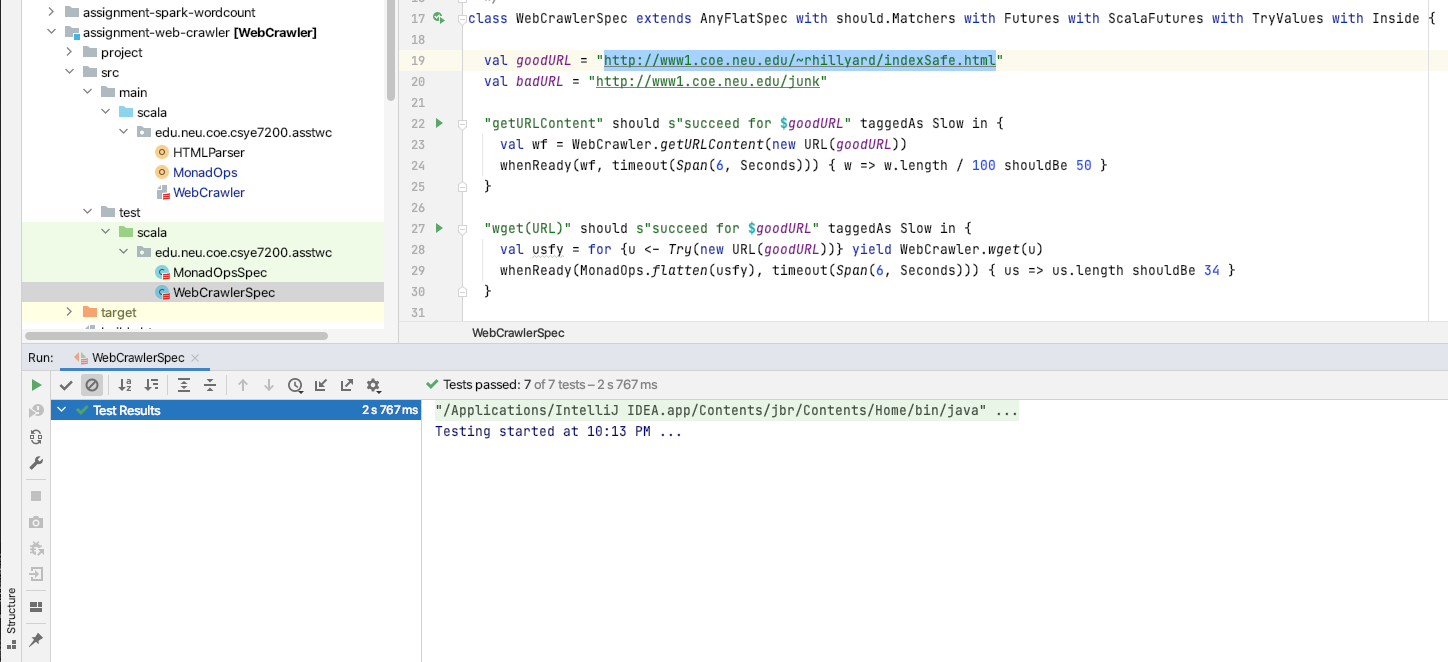 assignment-spark-wordcount
assignment-web-crawler [WebCrawler]
project
src
main
scala
edu.neu.coe.csye7200.asstwc
HTMLParser
MonadOps
WebCrawler
test
scala
edu.neu.coe.csye7200.asstwc
MonadOpsSpec
WebCrawlerSpec
target
17 class WebCrawlerSpec extends AnyFlatSpec with should.Matchers with Futures with ScalaFutures with TryValues with Inside {
18
19 val goodURL = "http://www1.coe.neu.edu/~rhillyard/indexSafe.html"
20 val badURL = "http://www1.coe.neu.edu/junk"
21
22 "getURLContent" should s"succeed for $goodURL" taggedAs Slow in {
23 val wf = WebCrawler.getURLContent(new URL(goodURL))
24 whenReady(wf, timeout(Span(6, Seconds))) { w => w.length / 100 shouldBe 50 }
25 }
26
27 "wget(URL)" should s"succeed for $goodURL" taggedAs Slow in {
28 val usfy = for {u <- Try(new URL(goodURL))} yield WebCrawler.wget(u)
29 whenReady(MonadOps.flatten(usfy), timeout(Span(6, Seconds))) { us => us.length shouldBe 34 }
30 }
31
WebCrawlerSpec
Run: WebCrawlerSpec
Tests passed: 7 of 7 tests – 2 s 767 ms
Test Results 2 s 767 ms
"/Applications/IntelliJ IDEA.app/Contents/jbr/Contents/Home/bin/java" ...
Testing started at 10:13 PM ...
Structure